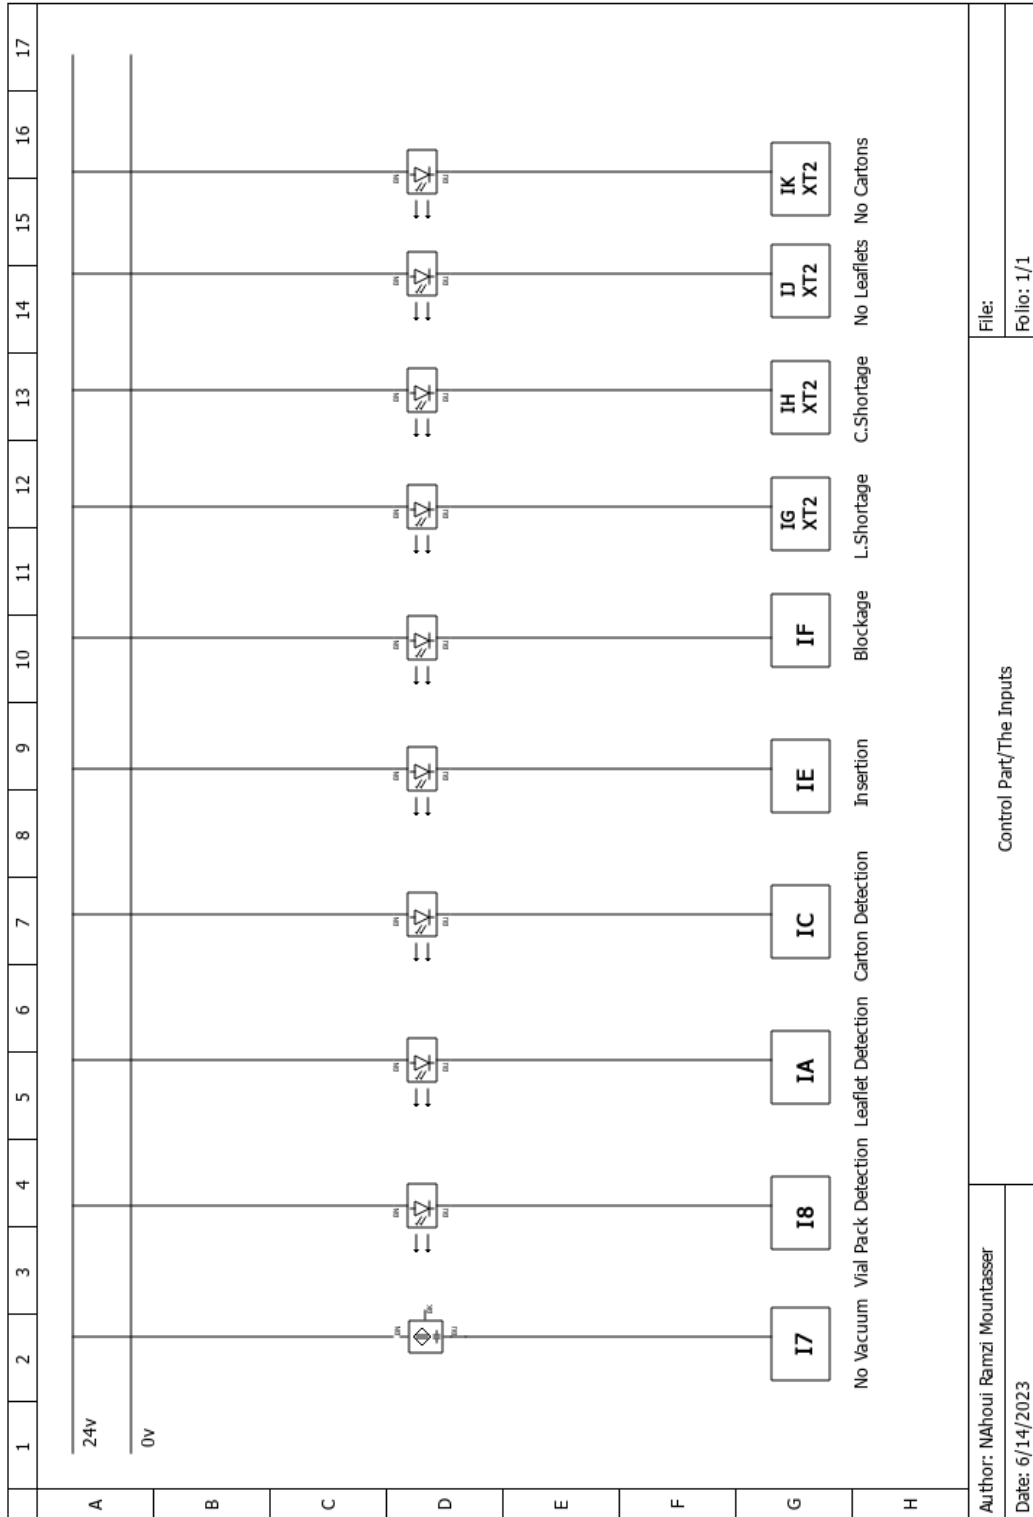 1 2 3 4 5 6 7 8 9 10 11 12 13 14 15 16 17
A
B
C
D
E
F
G
H
24v
0v
I7
I8
IA
IC
IE
IF
IG
XT2
IH
XT2
IJ
XT2
IK
XT2
No Vacuum
Vial Pack Detection
Leaflet Detection
Carton Detection
Insertion
Blockage
L.Shortage
C.Shortage
No Leaflets
No Cartons
Author: NAhoui Ramzi Mountasser
Date: 6/14/2023
Control Part/The Inputs
File:
Folio: 1/1